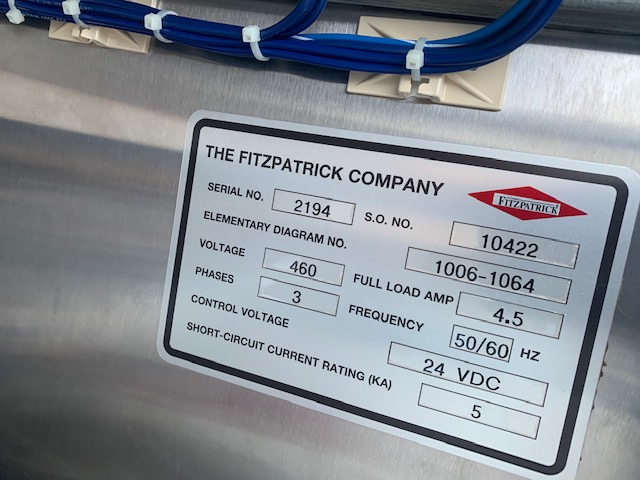 THE FITZPATRICK COMPANY
FITZPATRICK
SERIAL NO. 2194 S.O. NO. 10422
ELEMENTARY DIAGRAM NO. 1006-1064
VOLTAGE 460 FULL LOAD AMP 4.5
PHASES 3 FREQUENCY 50/60 HZ
CONTROL VOLTAGE 24 VDC
SHORT-CIRCUIT CURRENT RATING (KA) 5